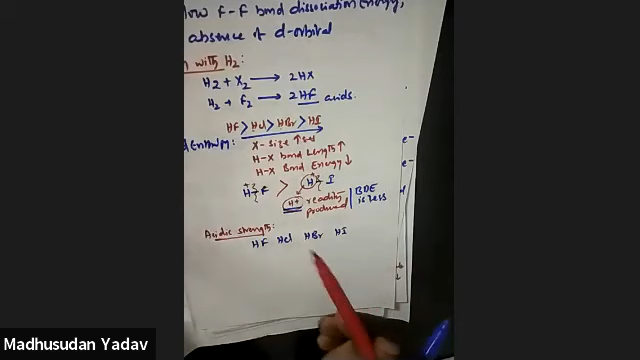 low F-F bond dissociation Energy,
absence of d-orbital
with H₂:
H₂ + X₂ ⟶ 2HX
H₂ + F₂ ⟶ 2HF acids.
HF > HCl > HBr > HI
X-Size ↑ses
H-X bond Length ↑
H-X Bond Energy ↓
H-F > H-I
H+ readily produced | BDE is less
Acidic strength:
HF HCl HBr HI
e⁻
e⁻
Madhusudan Yadav